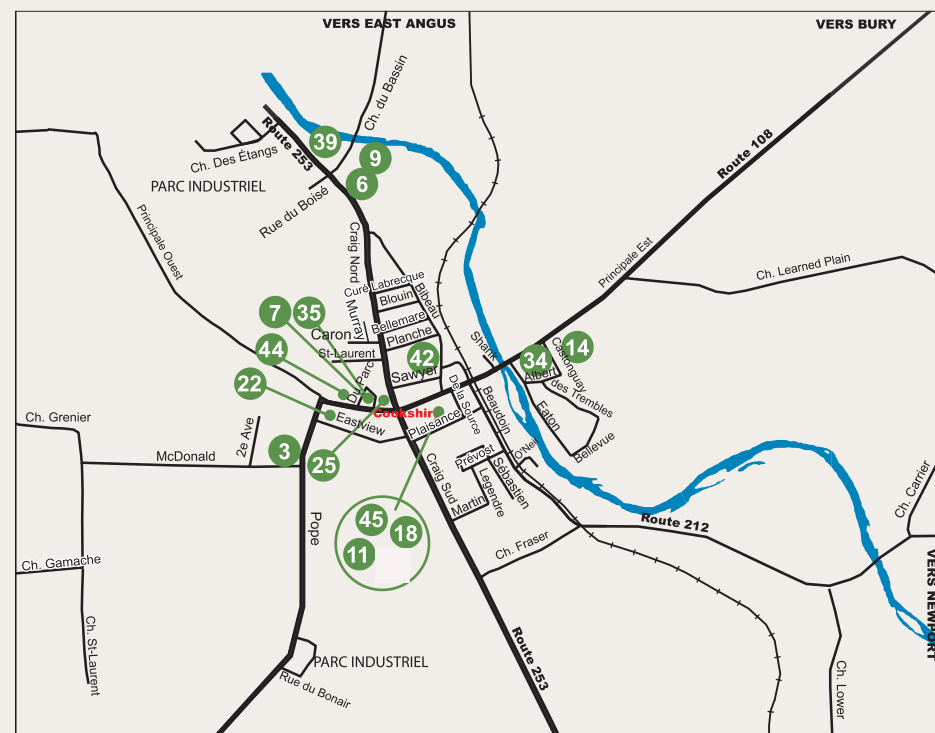 VERS EAST ANGUS
VERS BURY
Ch. du Bassin
Route 253
39
Ch. Des Étangs
9
Route 108
PARC INDUSTRIEL
6
Rue du Boisé
Principale Ouest
Craig Nord
Principale Est
Ch. Learned Plain
Curé Labrecque
Blouin
Bibeau
Murray
7
35
Bellemare
Caron
Planche
Shank
Castonguay
14
44
St-Laurent
42
34
Du Parc
Sawyer
Albert
22
des Trembles
De la Source
Beaudoin
Cookshire
Eaton
Ch. Grenier
2e Ave
Eastview
Plaisance
3
Bellevue
McDonald
25
O'Neil
Prévost
Sébastien
Craig Sud
Legendre
Ch. Carrier
Martin
45
18
Route 212
Pope
11
Ch. Fraser
Ch. Gamache
VERS NEWPORT
Ch. St-Laurent
PARC INDUSTRIEL
Route 253
Rue du Bonair
Ch. Lower